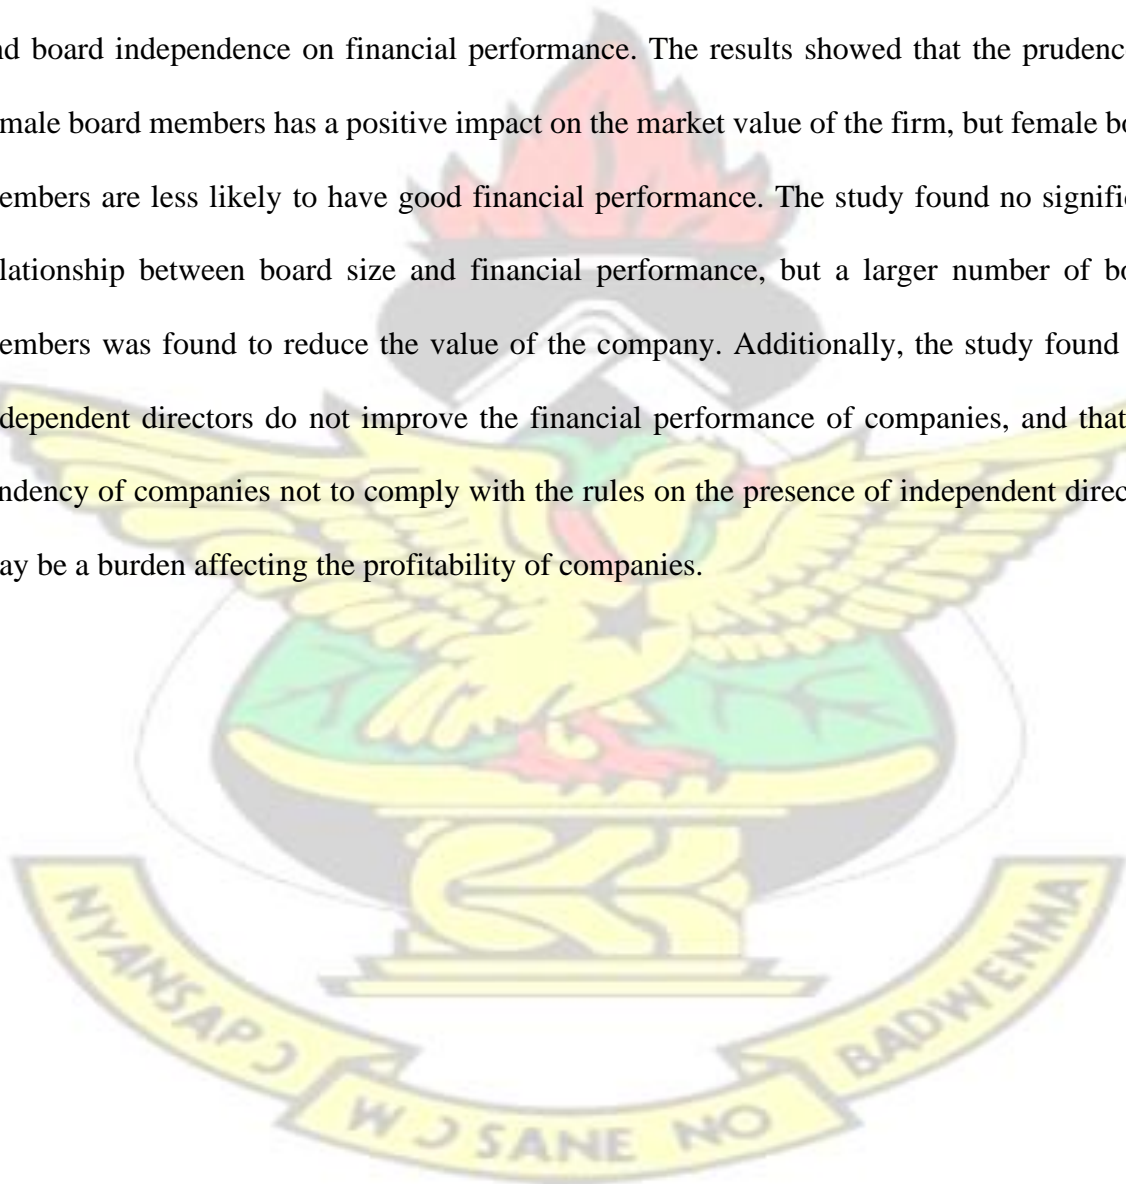 nd board independence on financial performance. The results showed that the prudenc
male board members has a positive impact on the market value of the firm, but female bo
embers are less likely to have good financial performance. The study found no signific
lationship between board size and financial performance, but a larger number of bo
embers was found to reduce the value of the company. Additionally, the study found
dependent directors do not improve the financial performance of companies, and that
ndency of companies not to comply with the rules on the presence of independent direc
ay be a burden affecting the profitability of companies.
NYANSAPƆ WƆSANE NO BADWENMA